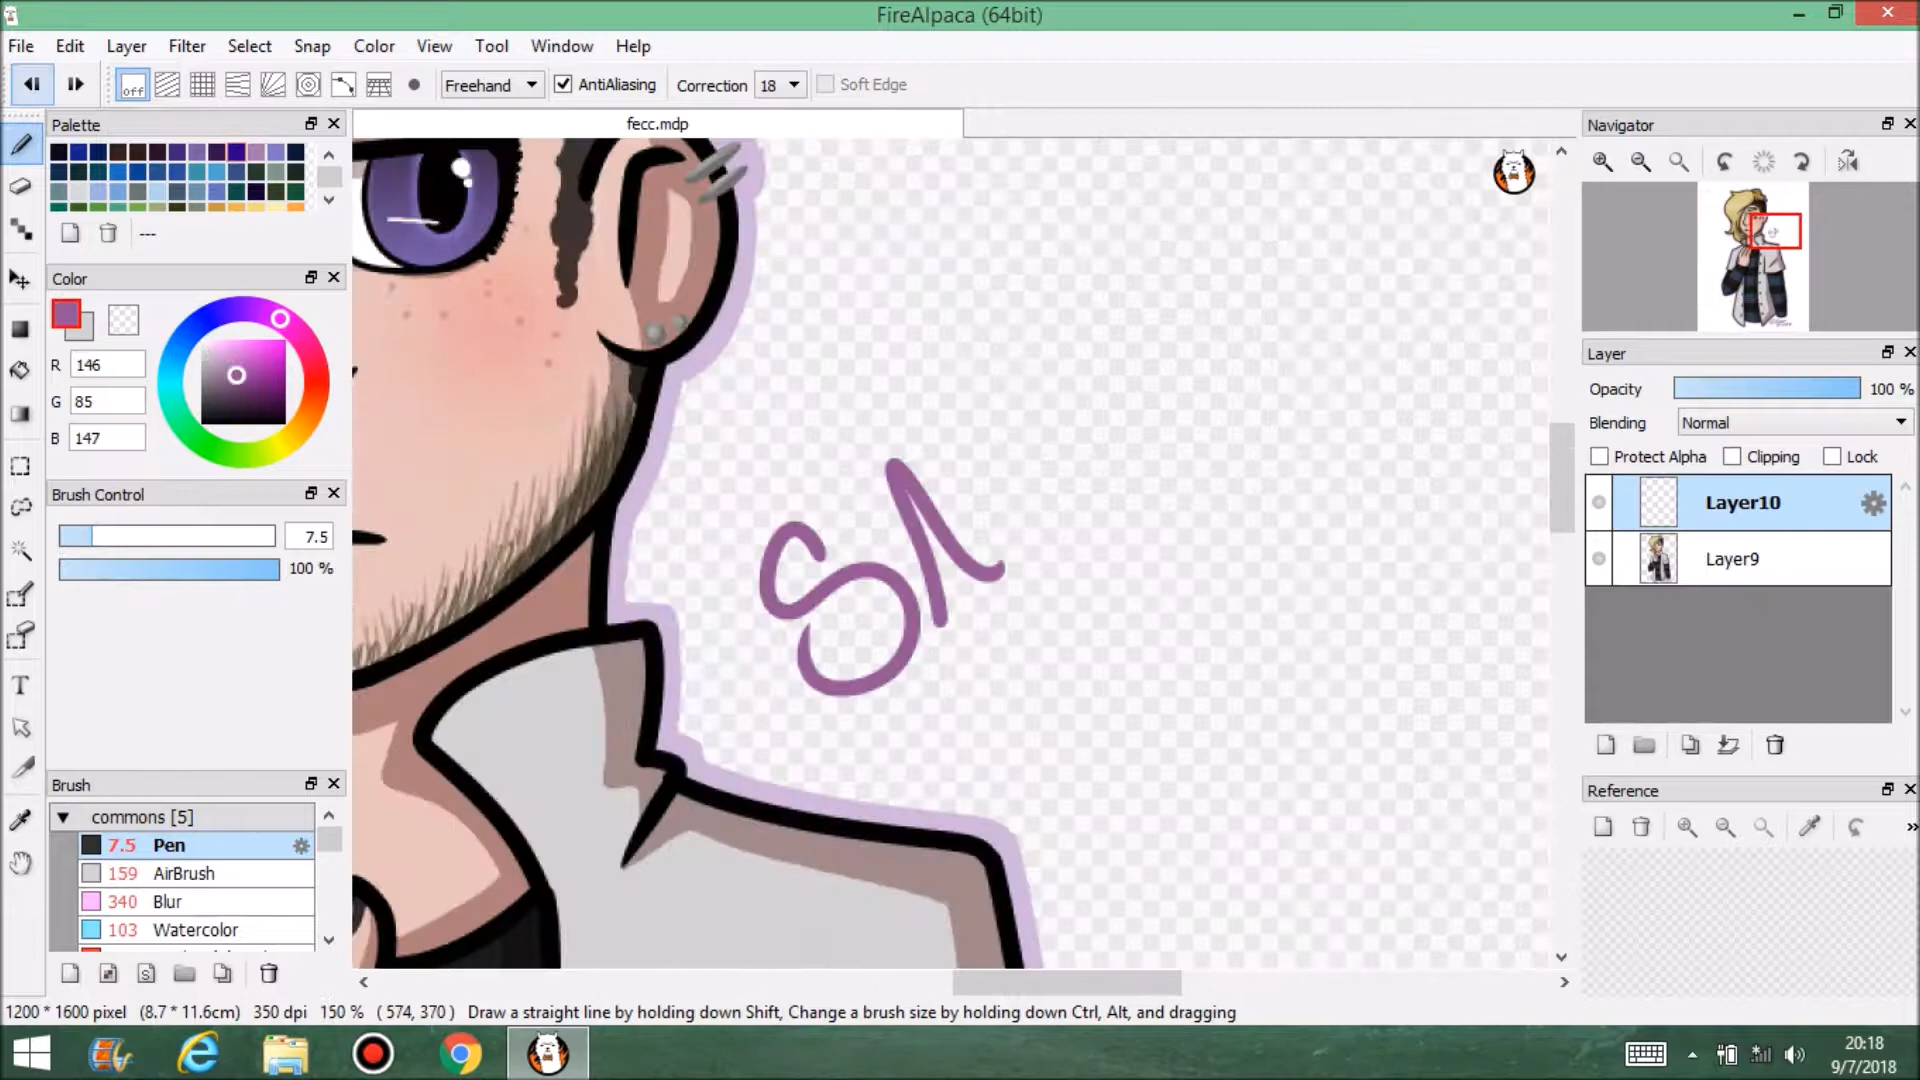 FireAlpaca (64bit)
File Edit Layer Filter Select Snap Color View Tool Window Help
off Freehand AntiAliasing Correction 18 Soft Edge
Palette
fecc.mdp
Navigator
---
Color
R 146
G 85
B 147
Layer
Opacity 100 %
Blending Normal
Protect Alpha Clipping Lock
Layer10
Layer9
Brush Control
7.5
100 %
Brush
commons [5]
7.5 Pen
159 AirBrush
340 Blur
103 Watercolor
Reference
T
S
1200 * 1600 pixel (8.7 * 11.6cm) 350 dpi 150 % ( 574, 370 ) Draw a straight line by holding down Shift, Change a brush size by holding down Ctrl, Alt, and dragging
20:18
9/7/2018